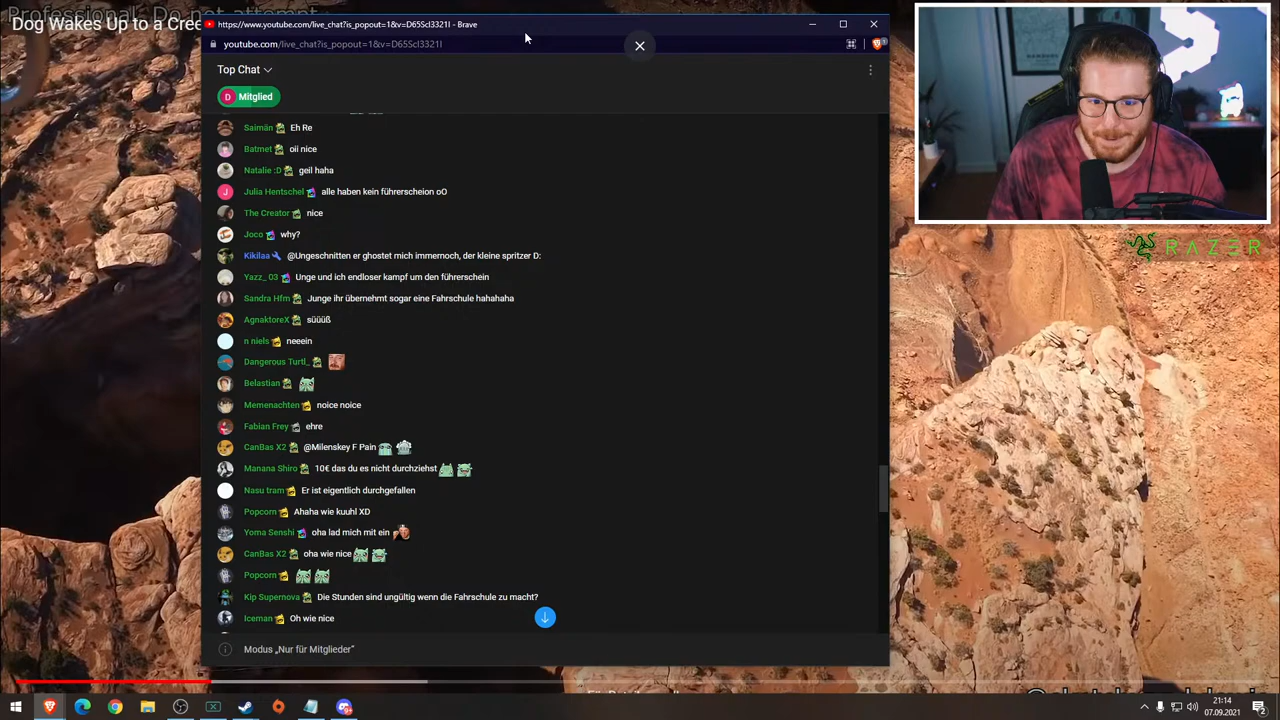 Professional. Do not attempt
Dog Wakes Up to a Cree
https://www.youtube.com/live_chat?is_popout=1&v=D65Scl3321I - Brave
youtube.com/live_chat?is_popout=1&v=D65Scl3321I
Top Chat
D Mitglied
Saimän Eh Re
Batmet oii nice
Natalie :D geil haha
J Julia Hentschel alle haben kein führerscheion oO
The Creator nice
Joco why?
Kikilaa @Ungeschnitten er ghostet mich immernoch, der kleine spritzer D:
Yazz_ 03 Unge und ich endloser kampf um den führerschein
Sandra Hfm Junge ihr übernehmt sogar eine Fahrschule hahahaha
AgnaktoreX süüüß
n niels neeein
Dangerous Turtl_
Belastian
Memenachten noice noice
Fabian Frey ehre
CanBas X2 @Milenskey F Pain
Manana Shiro 10€ das du es nicht durchziehst
Nasu tram Er ist eigentlich durchgefallen
Popcorn Ahaha wie kuuhl XD
Yoma Senshi oha lad mich mit ein
CanBas X2 oha wie nice
Popcorn
Kip Supernova Die Stunden sind ungültig wenn die Fahrschule zu macht?
Iceman Oh wie nice
Modus „Nur für Mitglieder"
RAZER
21:14
07.09.2021
2